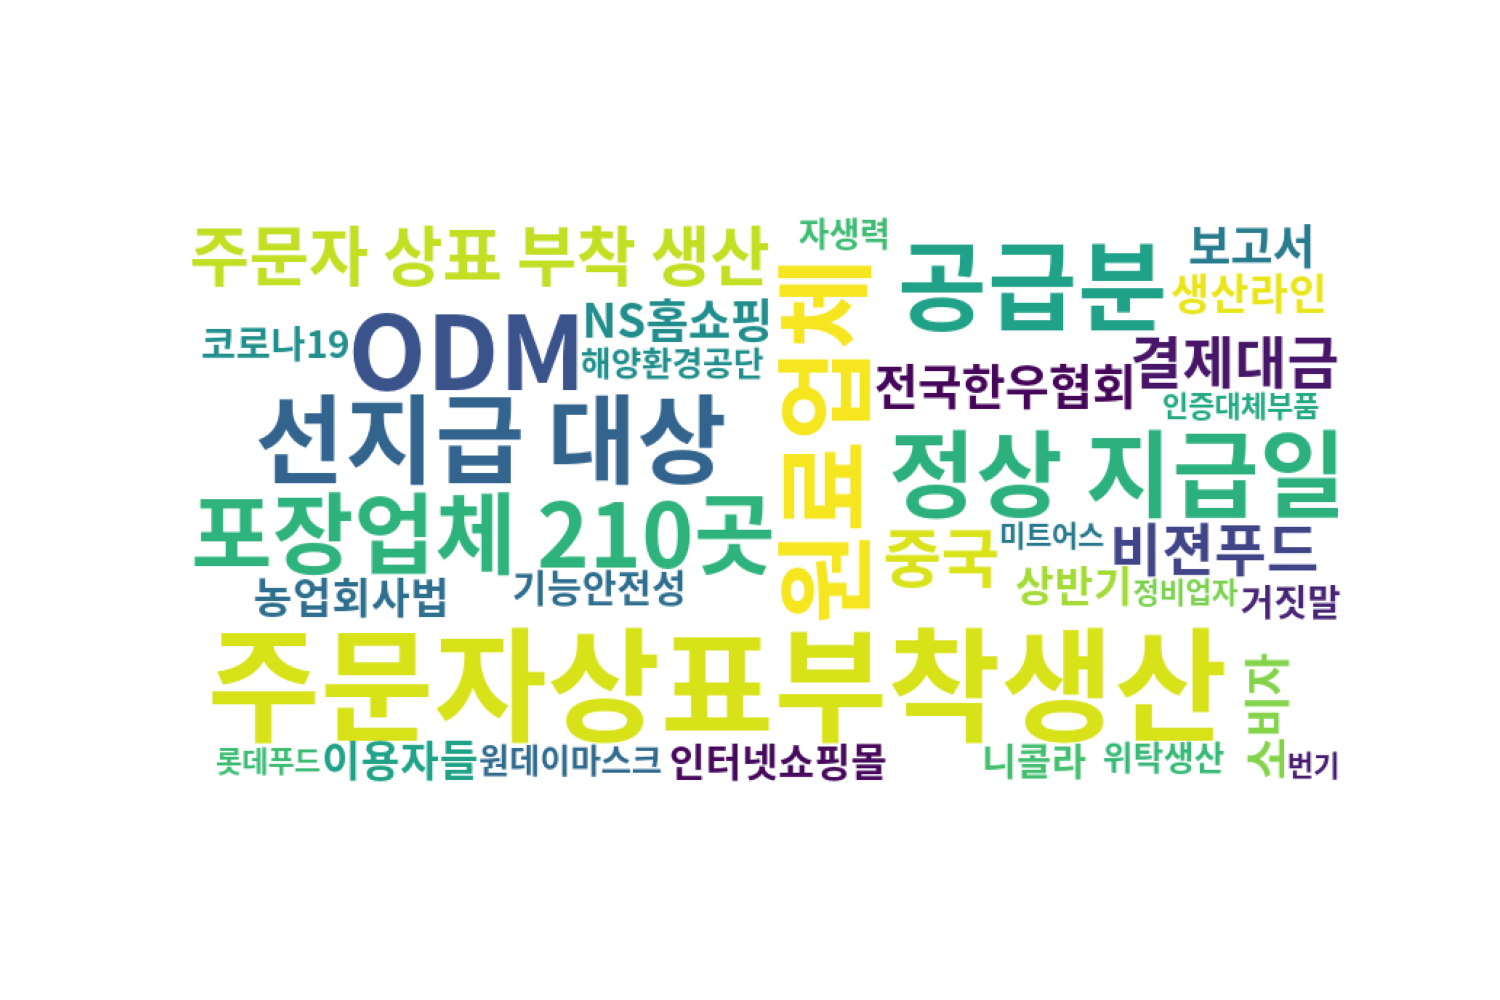 주문자 상표 부착 생산
자생력
공급분
보고서
생산라인
코로나19
ODM
NS홈쇼핑
해양환경공단
원료업체
전국한우협회
결제대금
인증대체부품
선지급 대상
정상 지급일
포장업체 210곳
중국
미트어스
비젼푸드
농업회사법
기능안전성
상반기
정비업자
거짓말
주문자상표부착생산
소비자
롯데푸드
이용자들
원데이마스크
인터넷쇼핑몰
니콜라
위탁생산
번기